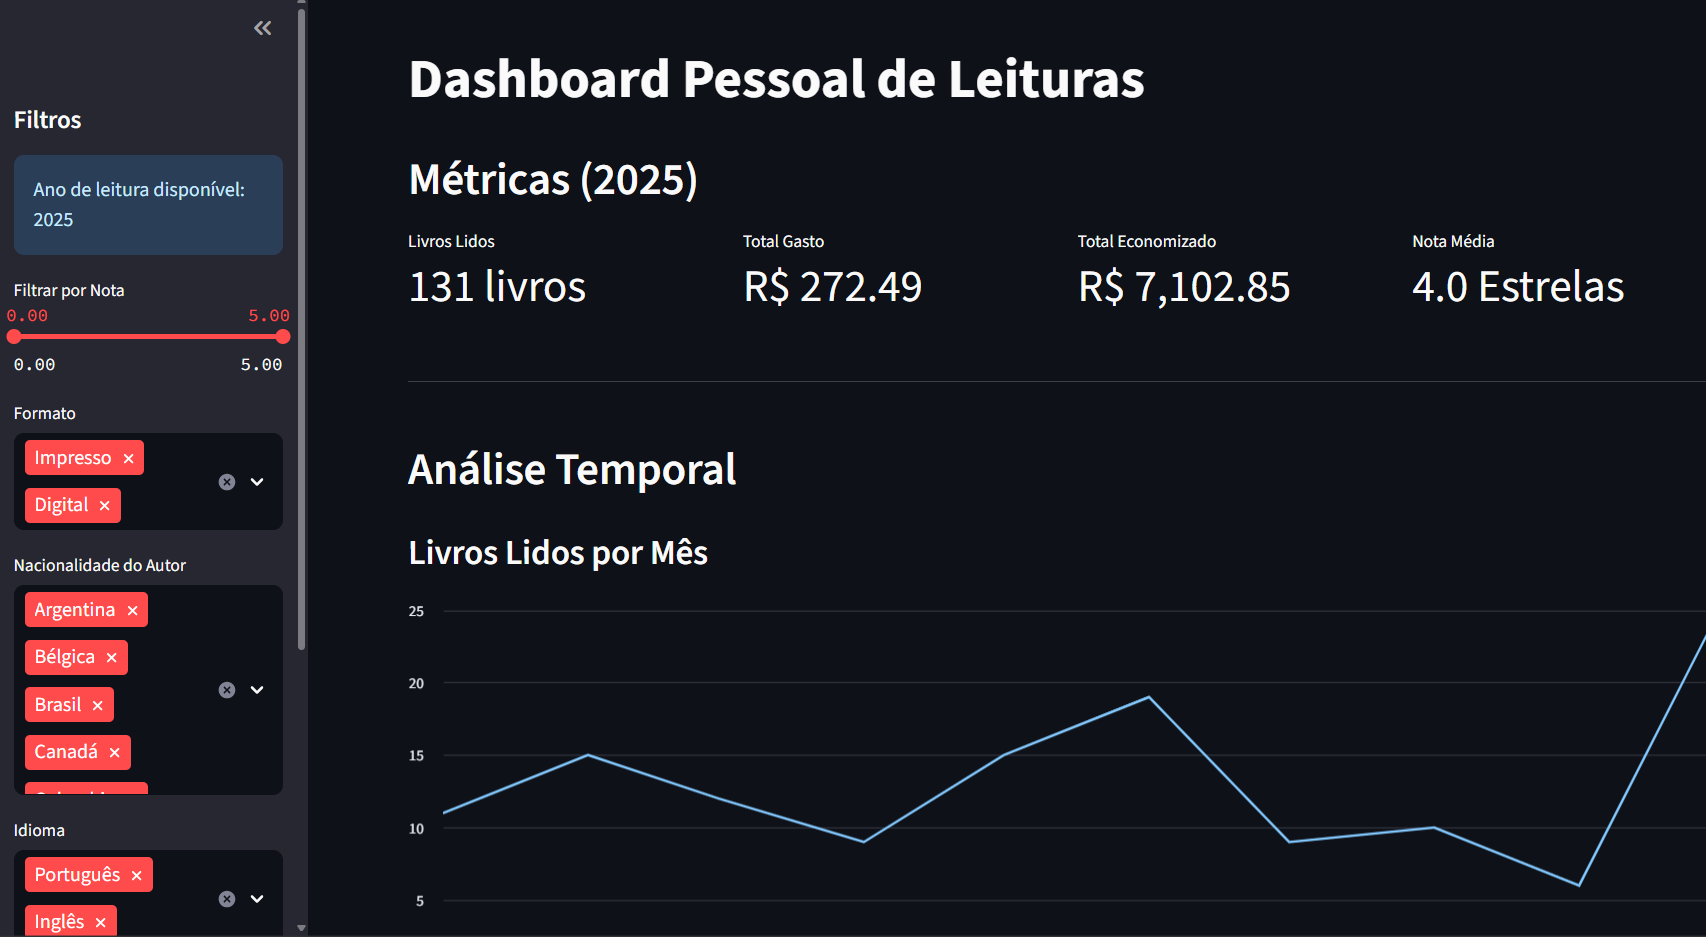 Filtros
Ano de leitura disponível:
2025
Filtrar por Nota
0.00 5.00
0.00 5.00
Formato
Impresso
Digital
Nacionalidade do Autor
Argentina
Bélgica
Brasil
Canadá
Idioma
Português
Inglês
Dashboard Pessoal de Leituras
Métricas (2025)
Livros Lidos
131 livros
Total Gasto
R$ 272.49
Total Economizado
R$ 7,102.85
Nota Média
4.0 Estrelas
Análise Temporal
Livros Lidos por Mês
25
20
15
10
5